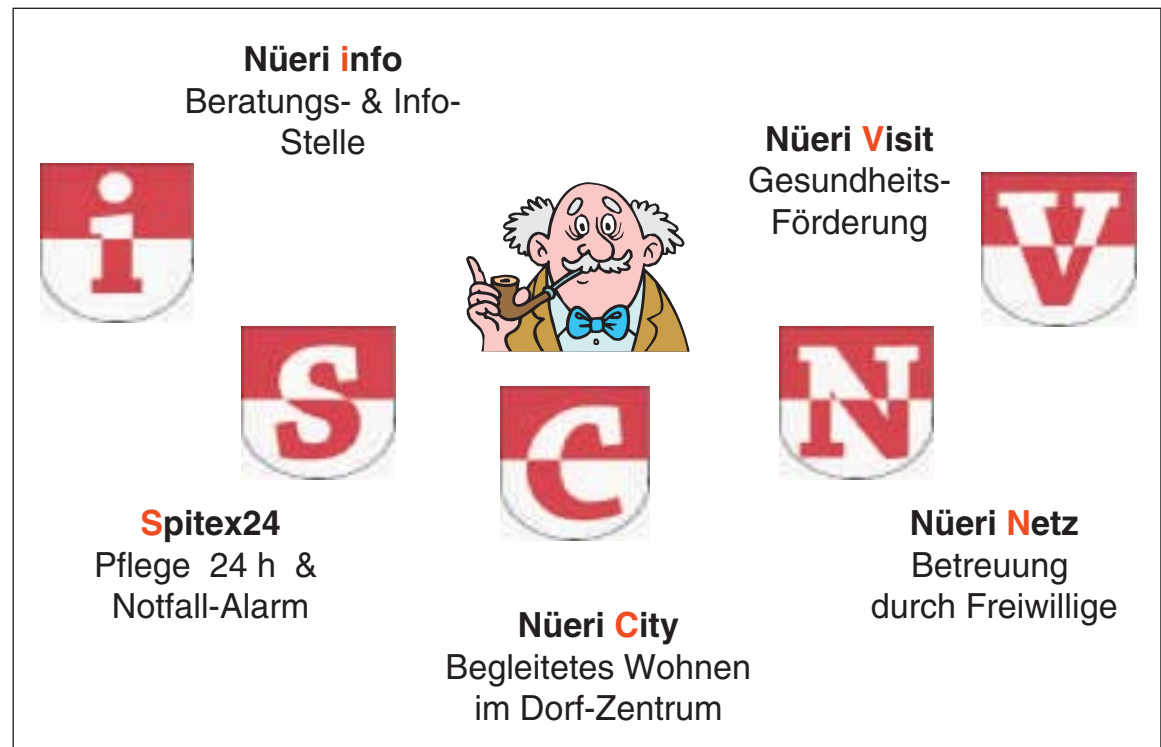 Nüeri info
Beratungs- & Info-
Stelle
Nüeri Visit
Gesundheits-
Förderung
i
V
S
N
C
Spitex24
Pflege 24 h &
Notfall-Alarm
Nüeri Netz
Betreuung
durch Freiwillige
Nüeri City
Begleitetes Wohnen
im Dorf-Zentrum